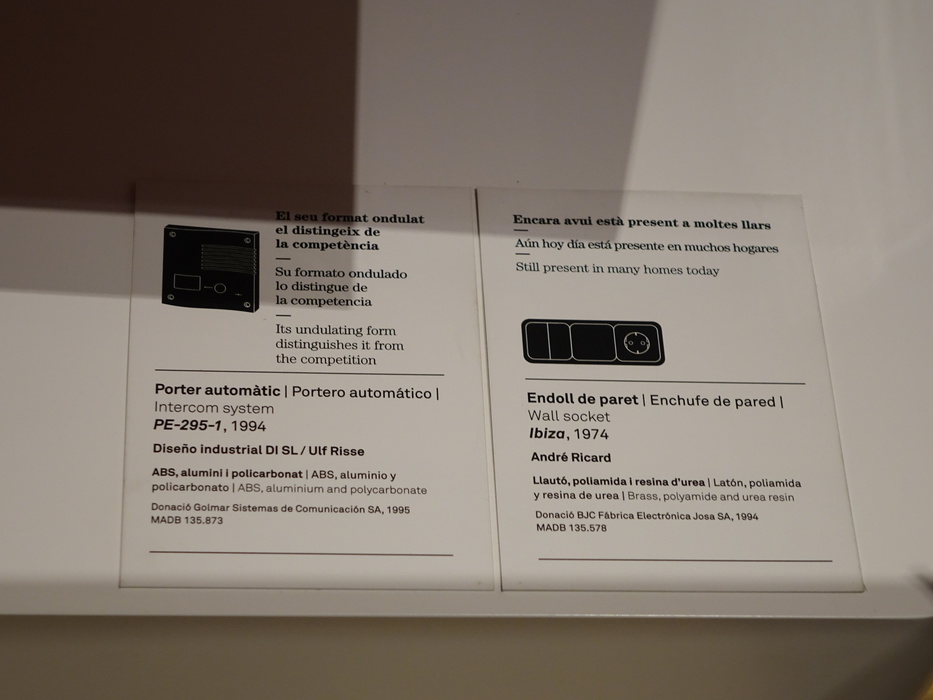 El seu format ondulat
el distingeix de
la competència
Su formato ondulado
lo distingue de
la competencia
Its undulating form
distinguishes it from
the competition
Porter automàtic | Portero automático |
Intercom system
PE-295-1, 1994
Diseño industrial DI SL / Ulf Risse
ABS, alumini i policarbonat | ABS, aluminio y
policarbonato | ABS, aluminium and polycarbonate
Donació Golmar Sistemas de Comunicación SA, 1995
MADB 135.873
Encara avui està present a moltes llars
Aún hoy día está presente en muchos hogares
Still present in many homes today
Endoll de paret | Enchufe de pared |
Wall socket
Ibiza, 1974
André Ricard
Llautó, poliamida i resina d'urea | Latón, poliamida
y resina de urea | Brass, polyamide and urea resin
Donació BJC Fábrica Electrónica Josa SA, 1994
MADB 135.578